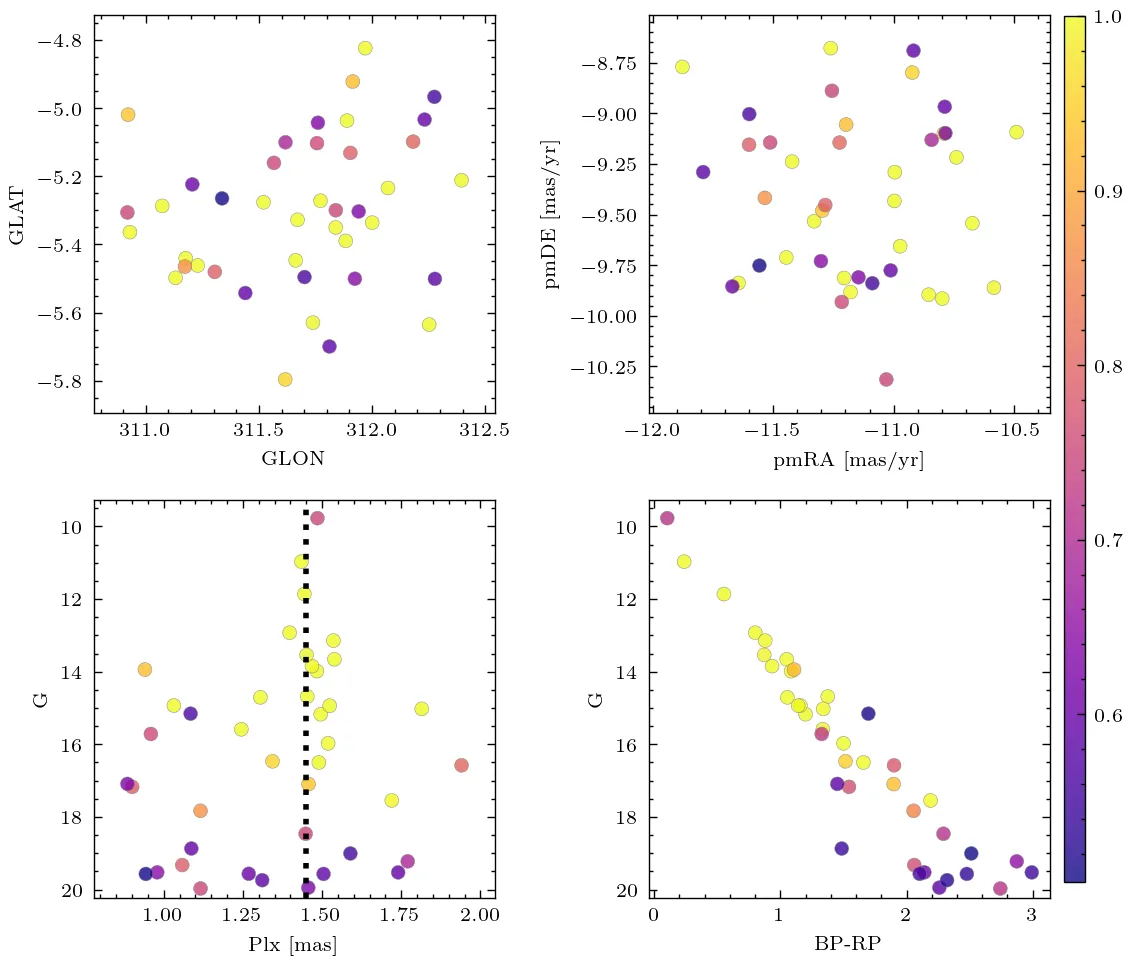 −4.8
−5.0
−5.2
−5.4
−5.6
−5.8
GLAT
311.0 311.5 312.0 312.5
GLON
−8.75
−9.00
−9.25
−9.50
−9.75
−10.00
−10.25
pmDE [mas/yr]
−12.0 −11.5 −11.0 −10.5
pmRA [mas/yr]
1.0
0.9
0.8
0.7
0.6
10
12
14
16
18
20
G
1.00 1.25 1.50 1.75 2.00
Plx [mas]
10
12
14
16
18
20
G
0 1 2 3
BP-RP